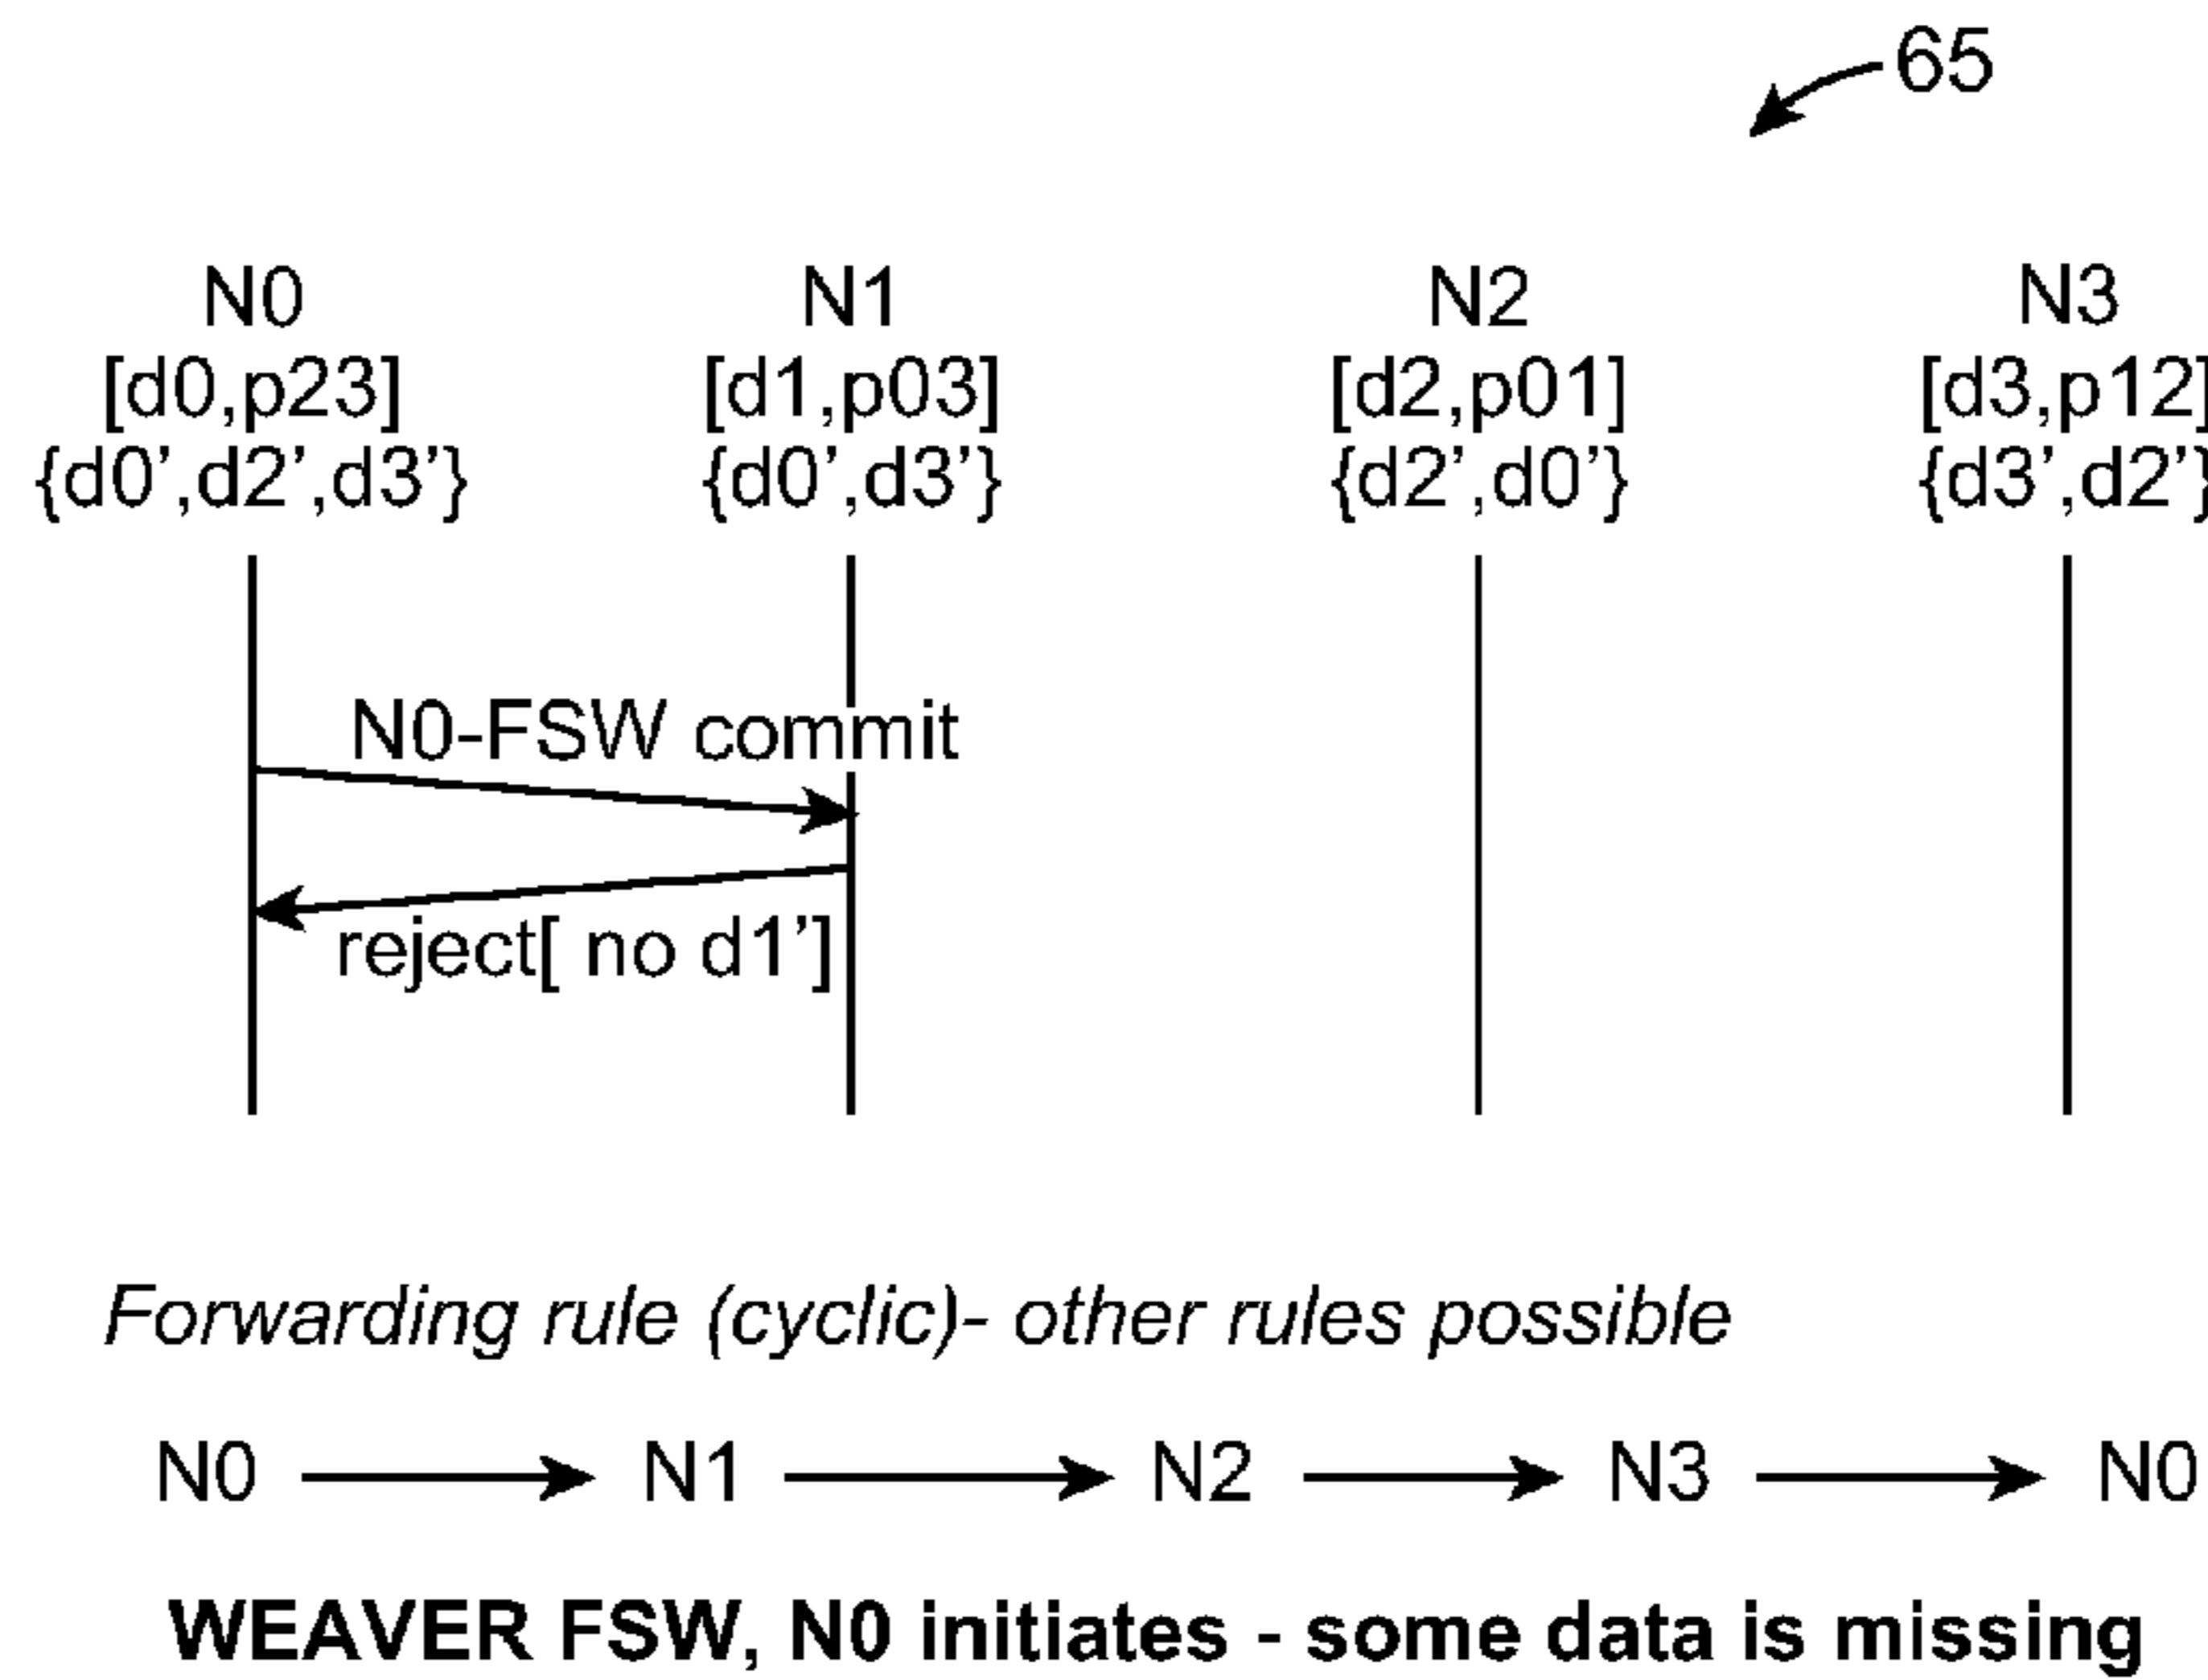 65
N0 N1 N2 N3
[d0,p23] [d1,p03] [d2,p01] [d3,p12]
{d0’,d2’,d3’} {d0’,d3’} {d2’,d0’} {d3’,d2’}
N0-FSW commit
reject[ no d1’]
Forwarding rule (cyclic)- other rules possible
N0 N1 N2 N3 N0
WEAVER FSW, N0 initiates - some data is missing